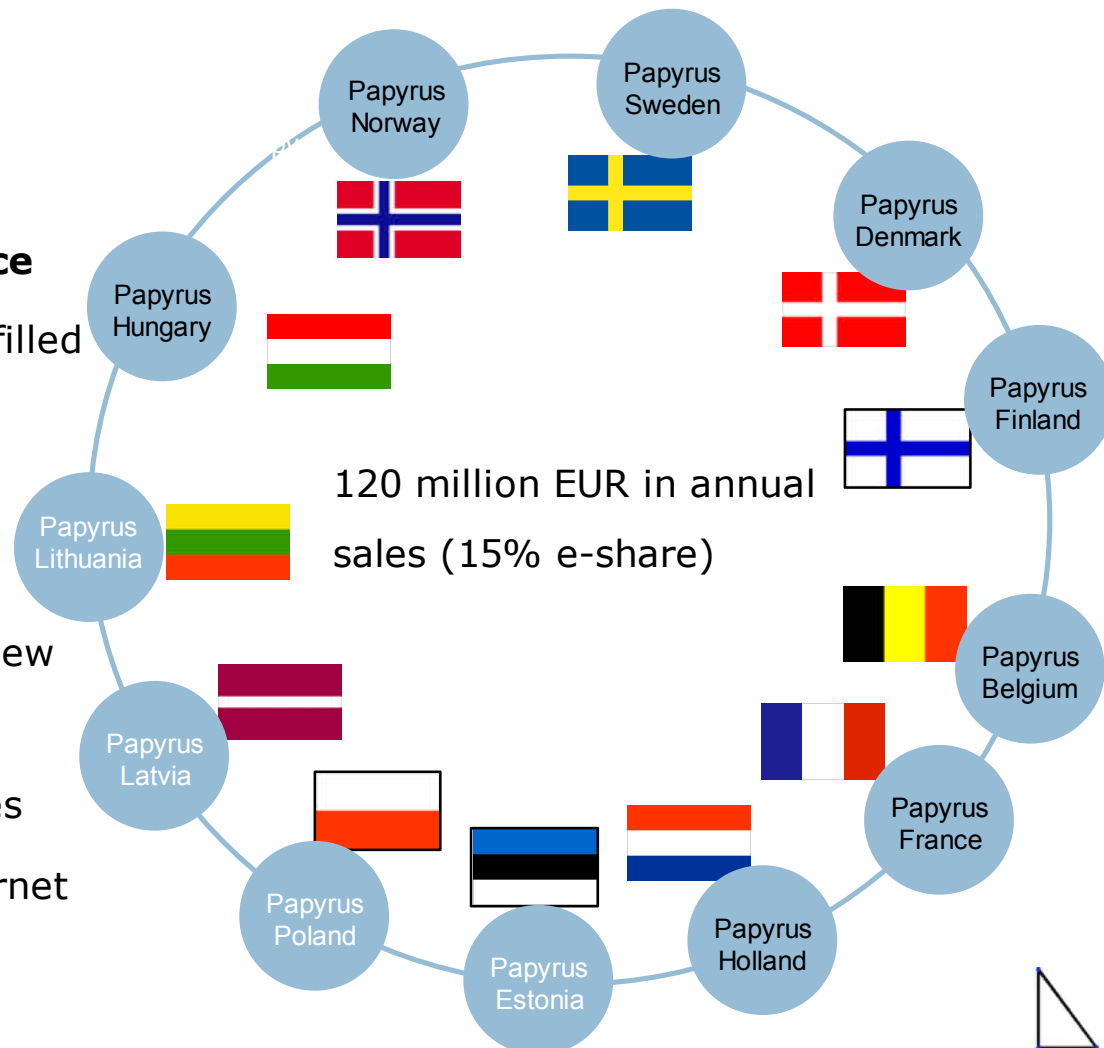 Papyrus
Norway
Papyrus
Sweden
Papyrus
Denmark
ce
Papyrus
Hungary
filled
Papyrus
Finland
120 million EUR in annual
sales (15% e-share)
Papyrus
Lithuania
ew
Papyrus
Belgium
Papyrus
Latvia
es
Papyrus
France
rnet
Papyrus
Poland
Papyrus
Holland
Papyrus
Estonia